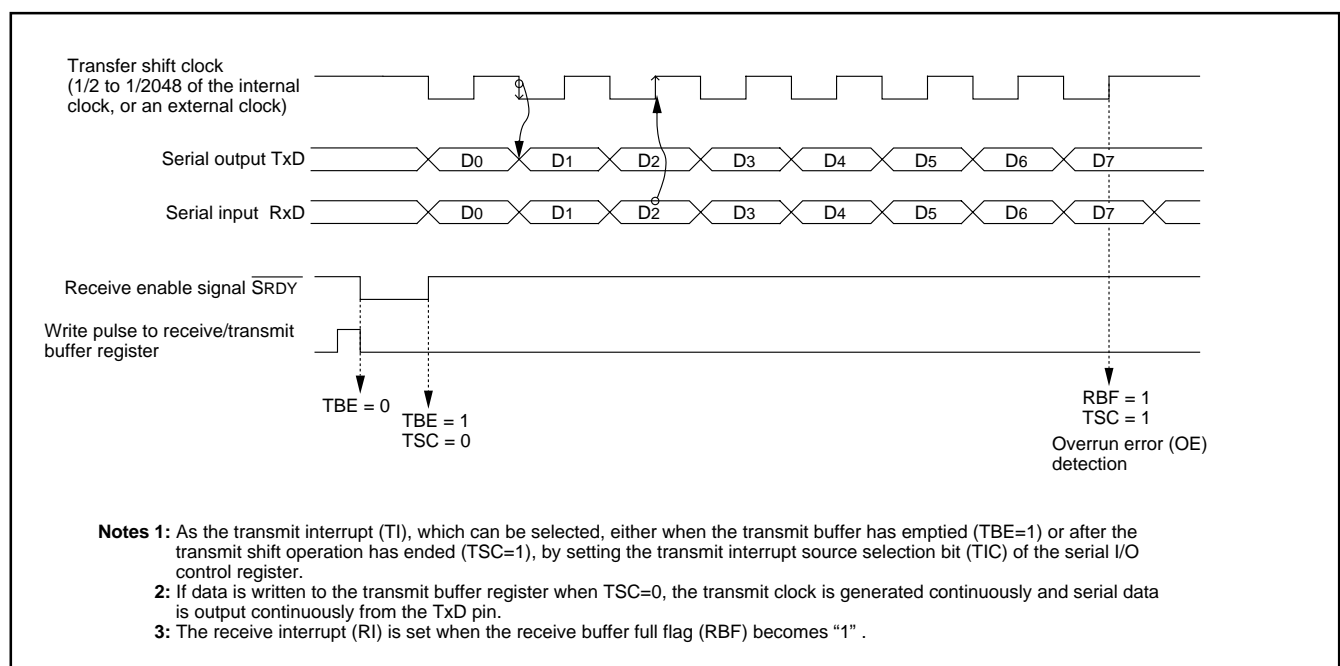 Transfer shift clock
(1/2 to 1/2048 of the internal
clock, or an external clock)
Serial output TxD
D0 D1 D2 D3 D4 D5 D6 D7
Serial input RxD
D0 D1 D2 D3 D4 D5 D6 D7
Receive enable signal SRDY
Write pulse to receive/transmit
buffer register
TBE = 0
TBE = 1
TSC = 0
RBF = 1
TSC = 1
Overrun error (OE)
detection
Notes 1: As the transmit interrupt (TI), which can be selected, either when the transmit buffer has emptied (TBE=1) or after the
transmit shift operation has ended (TSC=1), by setting the transmit interrupt source selection bit (TIC) of the serial I/O
control register.
2: If data is written to the transmit buffer register when TSC=0, the transmit clock is generated continuously and serial data
is output continuously from the TxD pin.
3: The receive interrupt (RI) is set when the receive buffer full flag (RBF) becomes “1” .